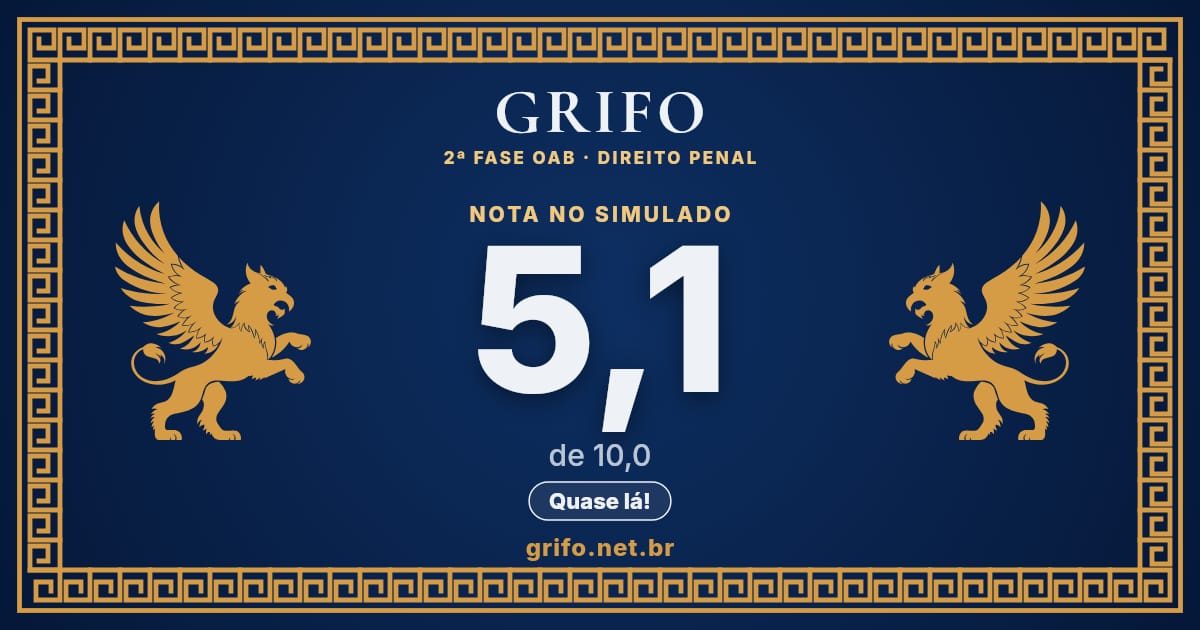 GRIFO
2ª FASE OAB · DIREITO PENAL
NOTA NO SIMULADO
5,1
de 10,0
Quase lá!
grifo.net.br